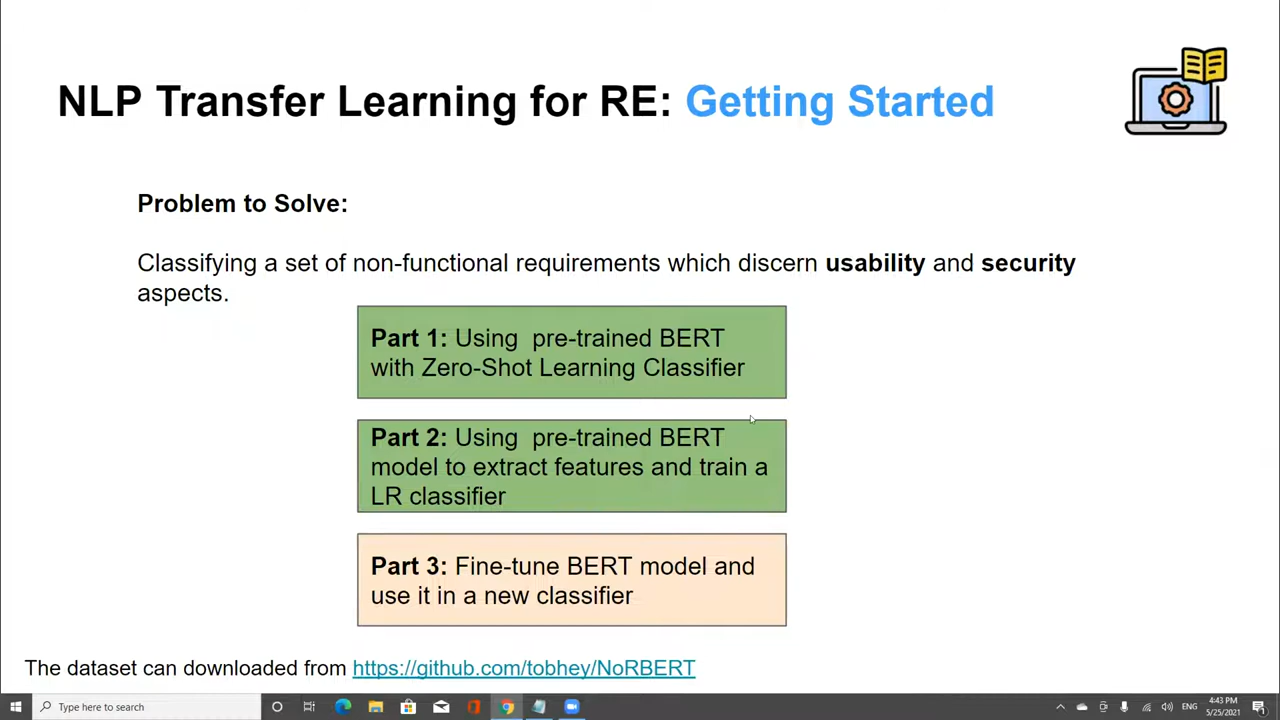 NLP Transfer Learning for RE: Getting Started
Problem to Solve:
Classifying a set of non-functional requirements which discern usability and security
aspects.
Part 1: Using pre-trained BERT
with Zero-Shot Learning Classifier
Part 2: Using pre-trained BERT
model to extract features and train a
LR classifier
Part 3: Fine-tune BERT model and
use it in a new classifier
The dataset can downloaded from https://github.com/tobhey/NoRBERT
Type here to search
ENG
4:43 PM
5/25/2021